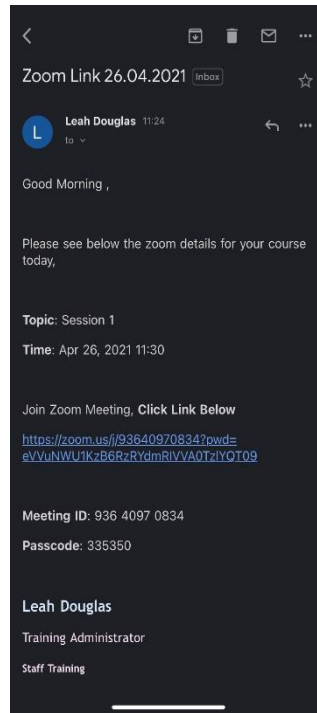 Zoom Link 26.04.2021 Inbox
L
Leah Douglas 11:24
to
Good Morning ,
Please see below the zoom details for your course
today,
Topic: Session 1
Time: Apr 26, 2021 11:30
Join Zoom Meeting, Click Link Below
https://zoom.us/j/93640970834?pwd=
eVVuNWU1KzB6RzRYdmRIVVA0TzlYQT09
Meeting ID: 936 4097 0834
Passcode: 335350
Leah Douglas
Training Administrator
Staff Training